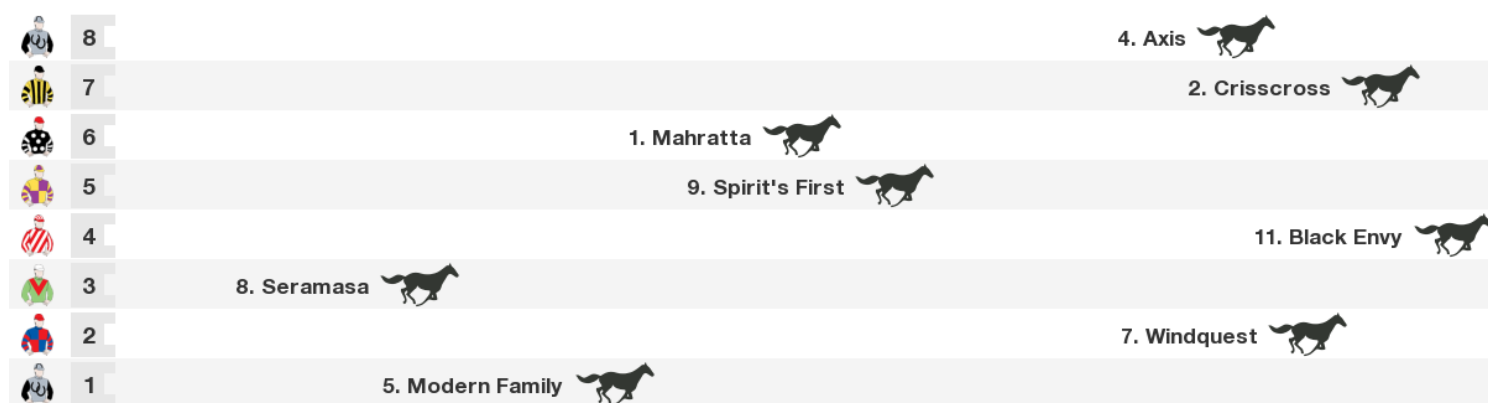 8 4. Axis
7 2. Crisscross
6 1. Mahratta
5 9. Spirit's First
4 11. Black Envy
3 8. Seramasa
2 7. Windquest
1 5. Modern Family